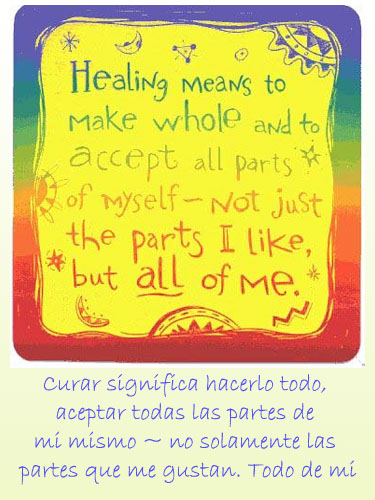 Healing means to
make whole and to
accept all parts
of myself~ not just
the parts I like,
but all of me.
Curar significa hacerlo todo,
aceptar todas las partes de
mi mismo ~ no solamente las
partes que me gustan. Todo de mi